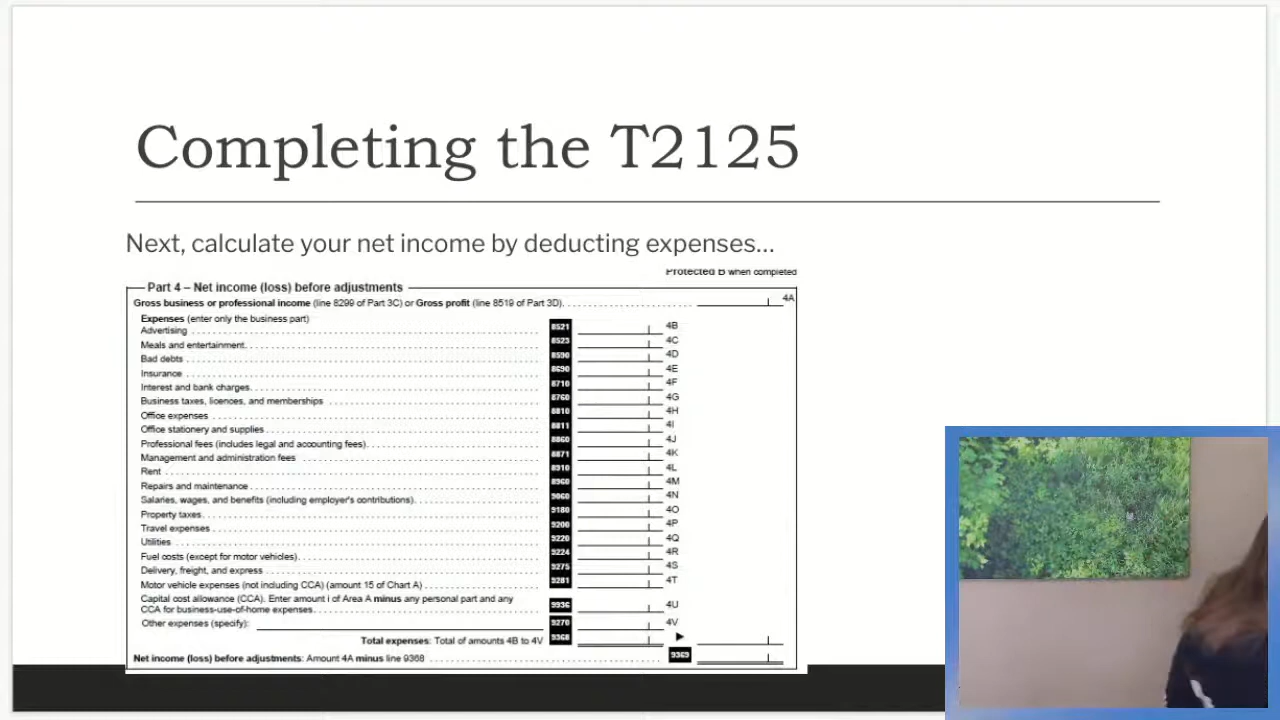 Completing the T2125
Next, calculate your net income by deducting expenses...
Protected B when completed
Part 4 – Net income (loss) before adjustments
Gross business or professional income (line 8299 of Part 3C) or Gross profit (line 8519 of Part 3D). 4A
Expenses (enter only the business part)
Advertising 8521 4B
Meals and entertainment. 8523 4C
Bad debts 8590 4D
Insurance 8690 4E
Interest and bank charges. 8710 4F
Business taxes, licences, and memberships 8760 4G
Office expenses 8810 4H
Office stationery and supplies 8811 4I
Professional fees (includes legal and accounting fees). 8860 4J
Management and administration fees 8871 4K
Rent 8910 4L
Repairs and maintenance 8960 4M
Salaries, wages, and benefits (including employer's contributions). 9060 4N
Property taxes. 9180 4O
Travel expenses 9200 4P
Utilities 9220 4Q
Fuel costs (except for motor vehicles). 9224 4R
Delivery, freight, and express 9275 4S
Motor vehicle expenses (not including CCA) (amount 15 of Chart A) 9281 4T
Capital cost allowance (CCA). Enter amount i of Area A minus any personal part and any
CCA for business-use-of-home expenses. 9936 4U
Other expenses (specify): 9270 4V
Total expenses: Total of amounts 4B to 4V 9368
Net income (loss) before adjustments: Amount 4A minus line 9368 9369